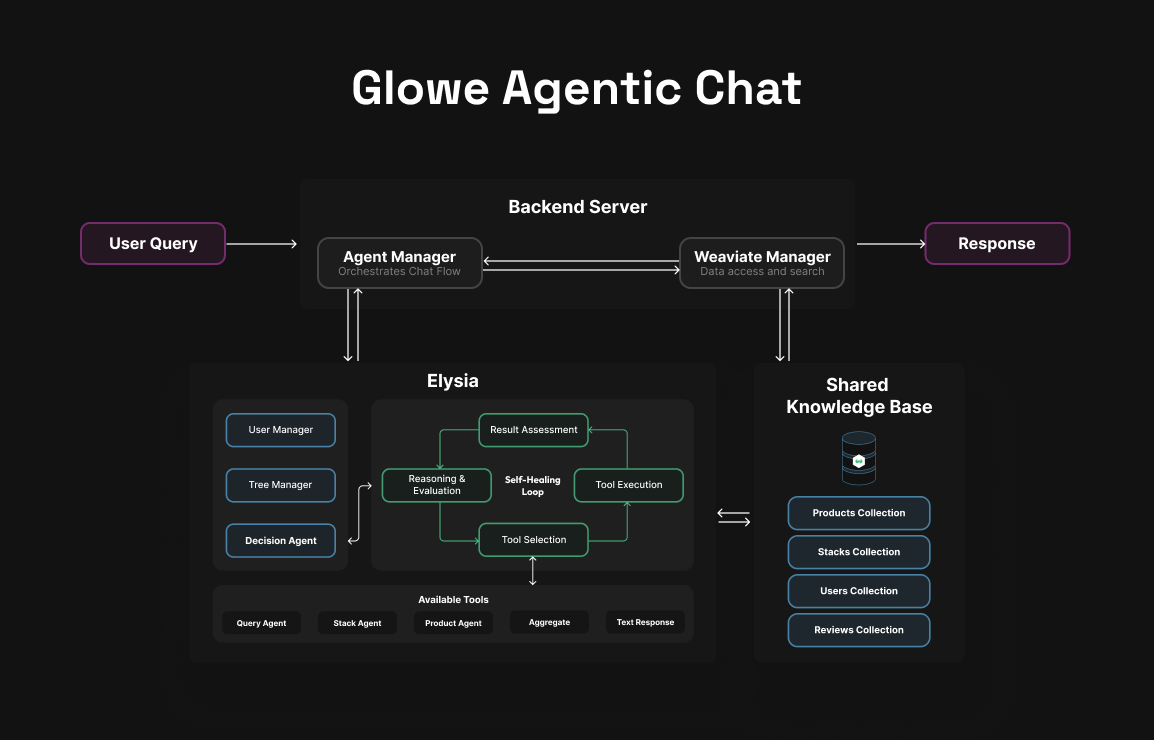 Glowe Agentic Chat
Backend Server
User Query
Agent Manager
Orchestrates Chat Flow
Weaviate Manager
Data access and search
Response
Elysia
User Manager
Tree Manager
Decision Agent
Result Assessment
Reasoning &
Evaluation
Self-Healing
Loop
Tool Execution
Tool Selection
Available Tools
Query Agent
Stack Agent
Product Agent
Aggregate
Text Response
Shared
Knowledge Base
Products Collection
Stacks Collection
Users Collection
Reviews Collection